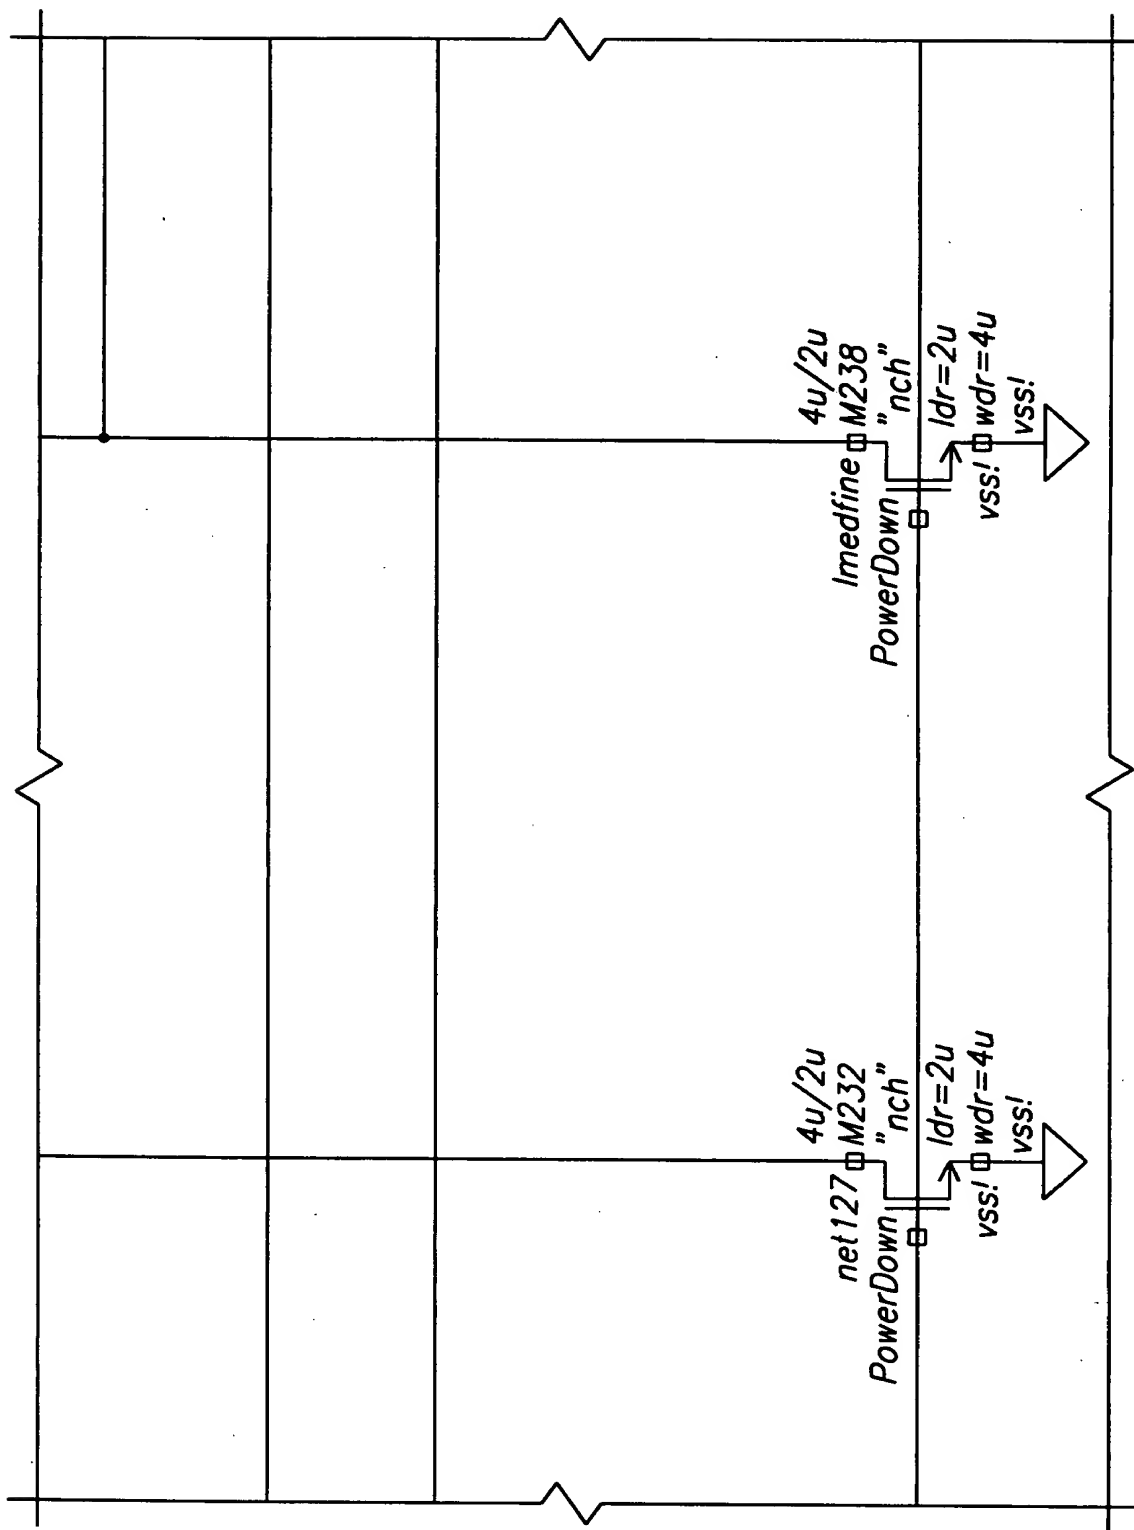 4u/2u
M238
"nch"
ldr=2u
wdr=4u
vss!
Imedfine
PowerDown
vss!
4u/2u
M232
"nch"
ldr=2u
wdr=4u
vss!
net127
PowerDown
vss!